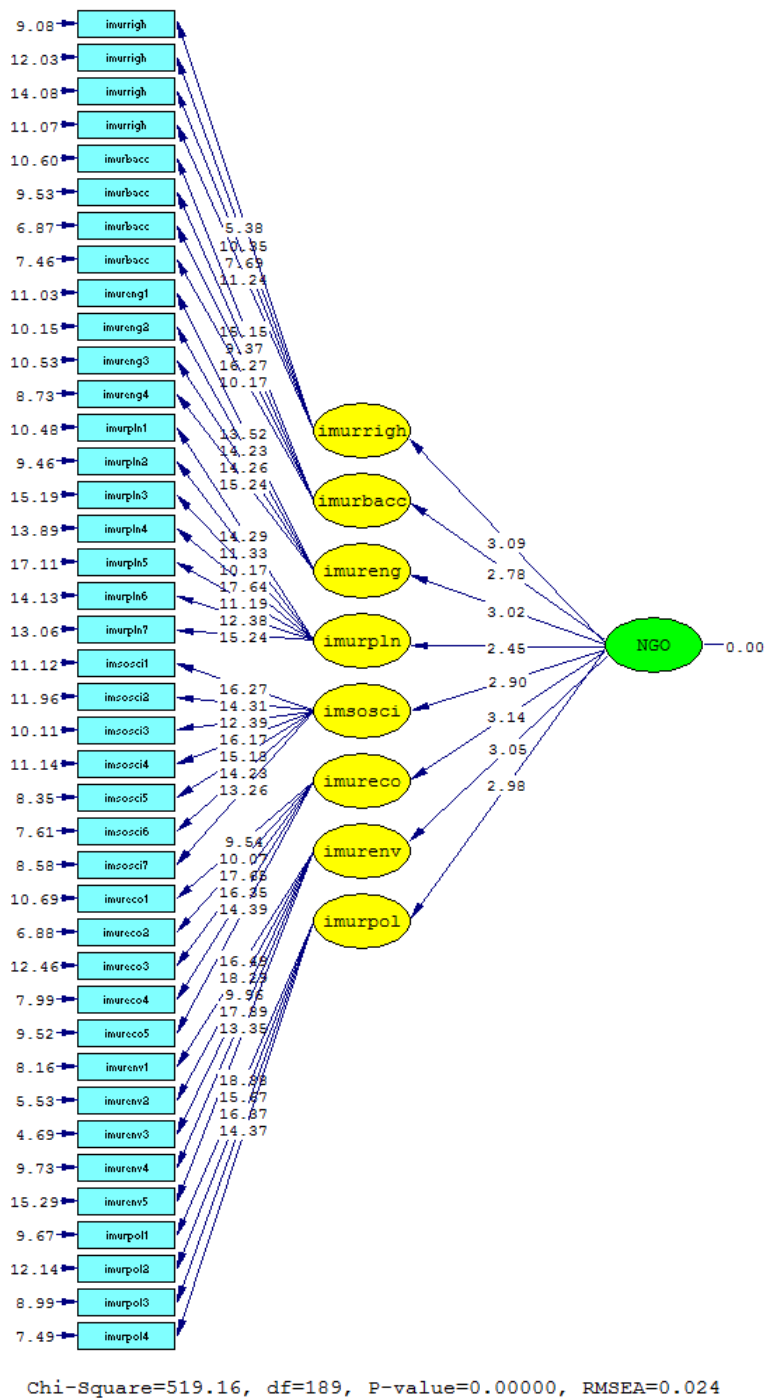 9.08 imurrigh
12.03 imurrigh
14.08 imurrigh
11.07 imurrigh
10.60 imurbacc
9.53 imurbacc
6.87 imurbacc
7.46 imurbacc
11.03 imureng1
10.15 imureng2
10.53 imureng3
8.73 imureng4
10.48 imurpln1
9.46 imurpln2
15.19 imurpln3
13.89 imurpln4
17.11 imurpln5
14.13 imurpln6
13.06 imurpln7
11.12 imsosci1
11.96 imsosci2
10.11 imsosci3
11.14 imsosci4
8.35 imsosci5
7.61 imsosci6
8.58 imsosci7
10.69 imureco1
6.88 imureco2
12.46 imureco3
7.99 imureco4
9.52 imureco5
8.16 imurenv1
5.53 imurenv2
4.69 imurenv3
9.73 imurenv4
15.29 imurenv5
9.67 imurpol1
12.14 imurpol2
8.99 imurpol3
7.49 imurpol4
5.38
10.35
7.69
11.24
15.15
9.37
16.27
10.17
13.52
14.23
14.26
15.24
14.29
11.33
10.17
17.64
11.19
12.38
15.24
16.27
14.31
12.39
16.17
15.18
14.23
13.26
9.54
10.07
16.35
14.39
16.49
18.29
9.96
17.89
13.35
15.67
16.37
14.37
imurrigh
imurbacc
imureng
imurpln
imsosci
imureco
imurenv
imurpol
3.09
2.78
3.02
2.45
2.90
3.14
3.05
2.98
NGO 0.00
Chi-Square=519.16, df=189, P-value=0.00000, RMSEA=0.024